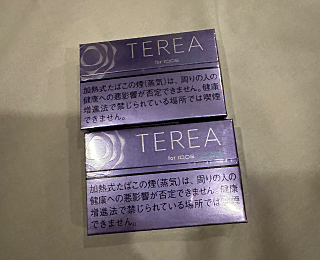 TEREA
for IQOS
加熱式たばこの煙(蒸気)は、周りの人の
健康への悪影響が否定できません。健康
増進法で禁じられている場所では喫煙
できません。
TEREA
for IQOS
加熱式たばこの煙(蒸気)は、周りの人の
健康への悪影響が否定できません。健康
増進法で禁じられている場所では喫煙
できません。